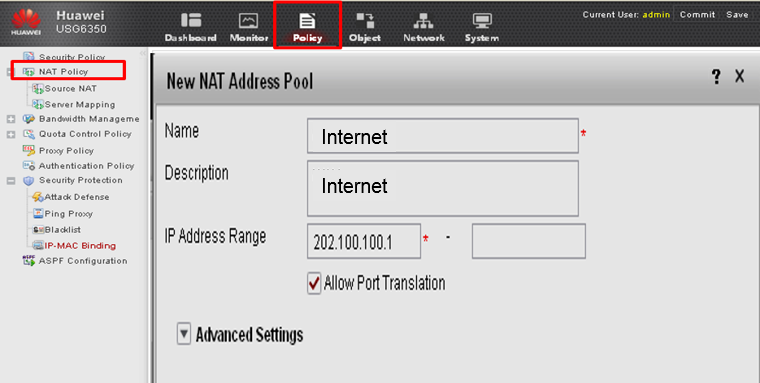 Huawei
USG6350
HUAWEI
Dashboard
Monitor
Policy
Object
Network
System
Current User: admin
Commit
Save
Security Policy
NAT Policy
Source NAT
Server Mapping
Bandwidth Manageme
Quota Control Policy
Proxy Policy
Authentication Policy
Security Protection
Attack Defense
Ping Proxy
Blacklist
IP-MAC Binding
ASPF Configuration
New NAT Address Pool
? X
Name
Internet
*
Description
Internet
IP Address Range
202.100.100.1
* -
Allow Port Translation
Advanced Settings